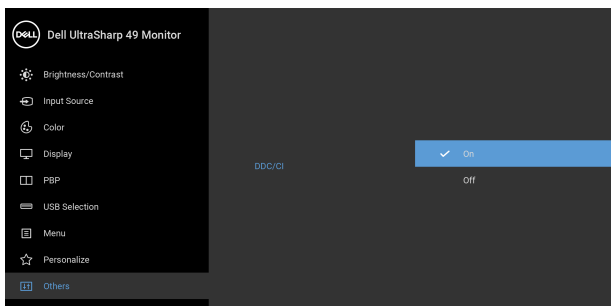 DELL
Dell UltraSharp 49 Monitor
Brightness/Contrast
Input Source
Color
Display
PBP
USB Selection
Menu
Personalize
Others
DDC/CI
On
Off